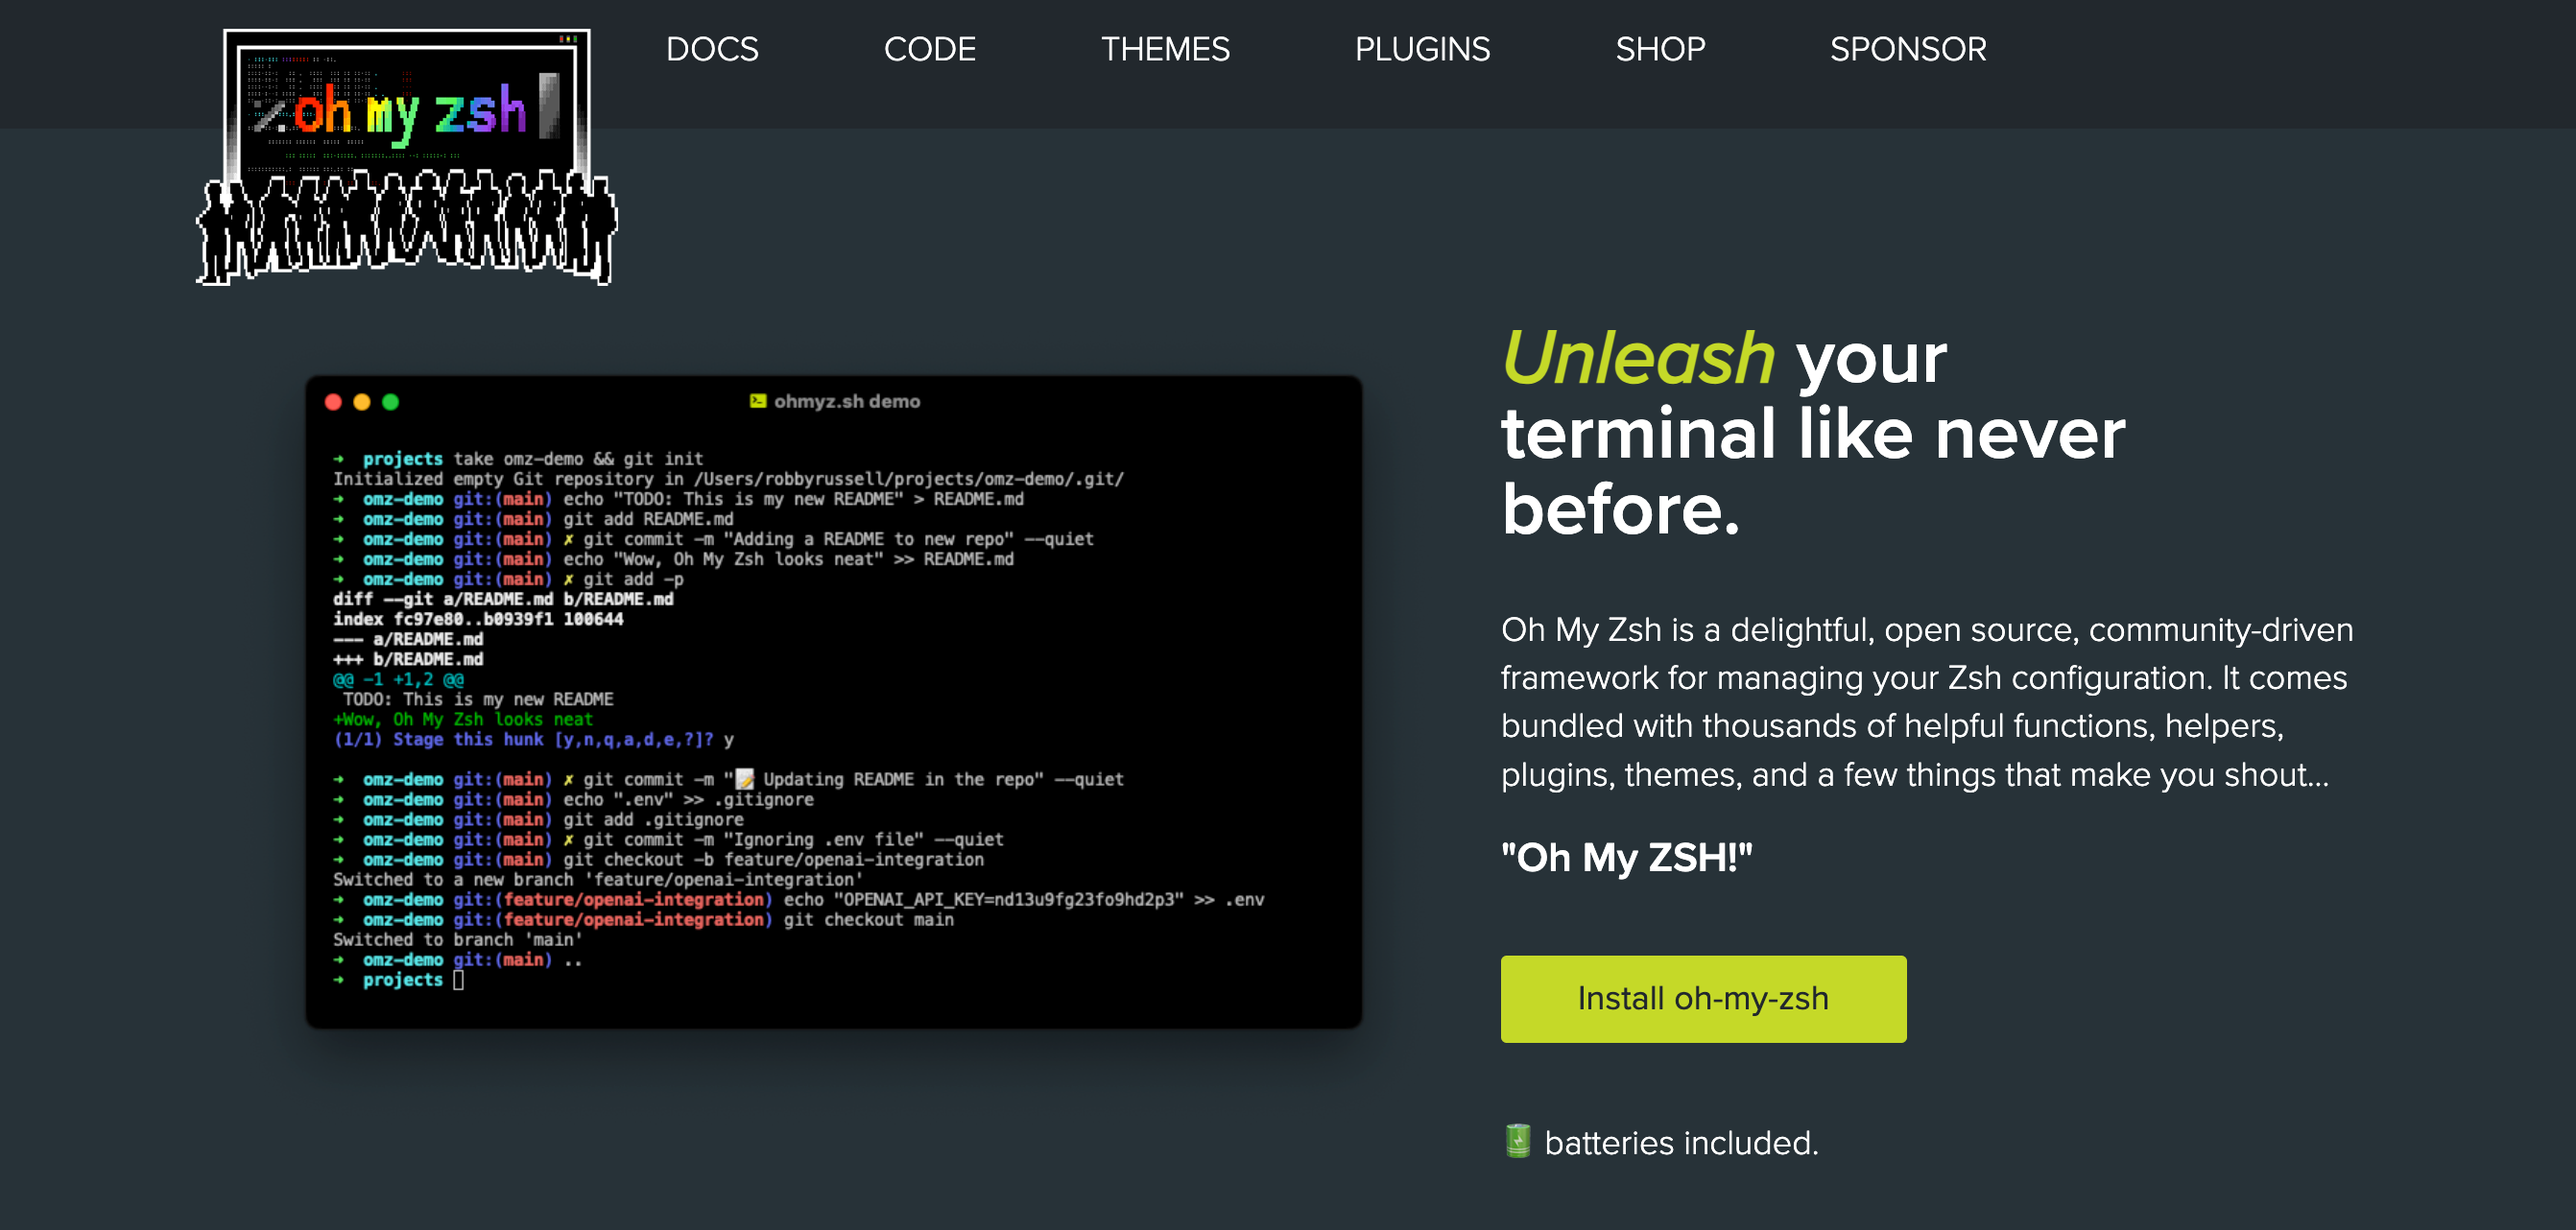 oh my zsh
DOCS
CODE
THEMES
PLUGINS
SHOP
SPONSOR
ohmyz.sh demo
➜ projects take omz-demo && git init
Initialized empty Git repository in /Users/robbyrussell/projects/omz-demo/.git/
➜ omz-demo git:(main) echo "TODO: This is my new README" > README.md
➜ omz-demo git:(main) git add README.md
➜ omz-demo git:(main) ✗ git commit -m "Adding a README to new repo" --quiet
➜ omz-demo git:(main) echo "Wow, Oh My Zsh looks neat" >> README.md
➜ omz-demo git:(main) ✗ git add -p
diff --git a/README.md b/README.md
index fc97e80..b0939f1 100644
--- a/README.md
+++ b/README.md
@@ -1 +1,2 @@
 TODO: This is my new README
+Wow, Oh My Zsh looks neat
(1/1) Stage this hunk [y,n,q,a,d,e,?]? y
➜ omz-demo git:(main) ✗ git commit -m "📝 Updating README in the repo" --quiet
➜ omz-demo git:(main) echo ".env" >> .gitignore
➜ omz-demo git:(main) git add .gitignore
➜ omz-demo git:(main) ✗ git commit -m "Ignoring .env file" --quiet
➜ omz-demo git:(main) git checkout -b feature/openai-integration
Switched to a new branch 'feature/openai-integration'
➜ omz-demo git:(feature/openai-integration) echo "OPENAI_API_KEY=nd13u9fg23fo9hd2p3" >> .env
➜ omz-demo git:(feature/openai-integration) git checkout main
Switched to branch 'main'
➜ omz-demo git:(main) ..
➜ projects
Unleash your
terminal like never
before.
Oh My Zsh is a delightful, open source, community-driven
framework for managing your Zsh configuration. It comes
bundled with thousands of helpful functions, helpers,
plugins, themes, and a few things that make you shout...
"Oh My ZSH!"
Install oh-my-zsh
🔋 batteries included.